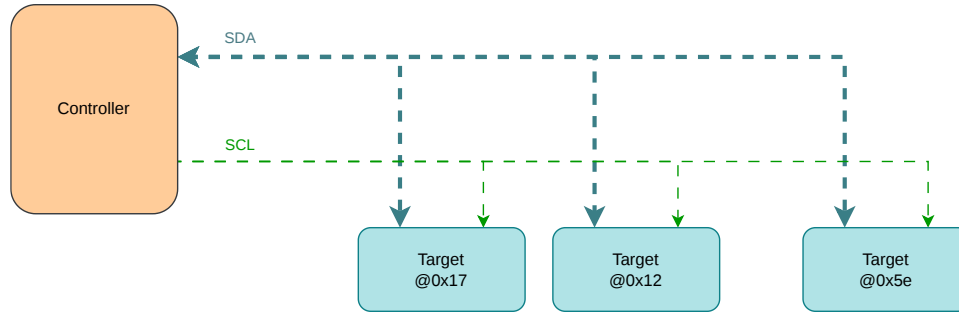 SDA
Controller
SCL
Target
@0x17
Target
@0x12
Target
@0x5e